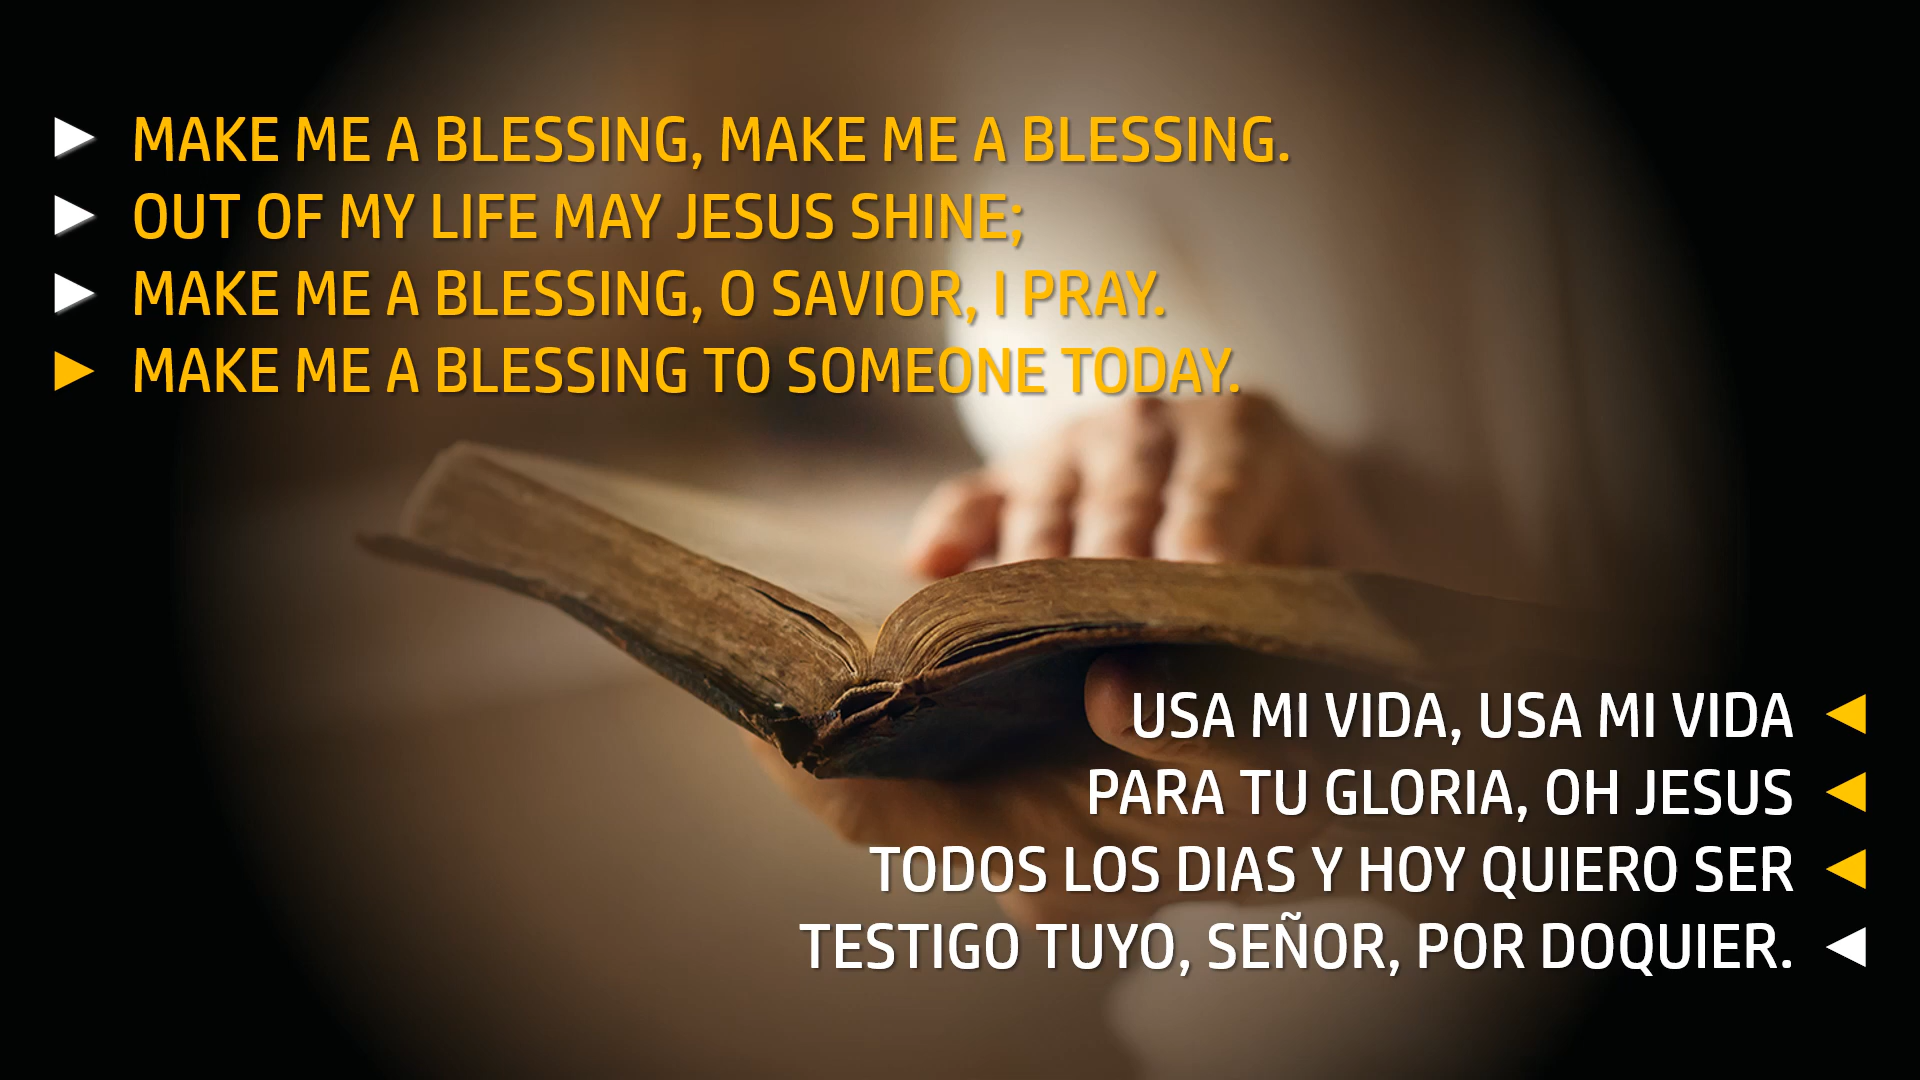 MAKE ME A BLESSING, MAKE ME A BLESSING.
OUT OF MY LIFE MAY JESUS SHINE;
MAKE ME A BLESSING, O SAVIOR, I PRAY.
MAKE ME A BLESSING TO SOMEONE TODAY.
USA MI VIDA, USA MI VIDA
PARA TU GLORIA, OH JESUS
TODOS LOS DIAS Y HOY QUIERO SER
TESTIGO TUYO, SEÑOR, POR DOQUIER.